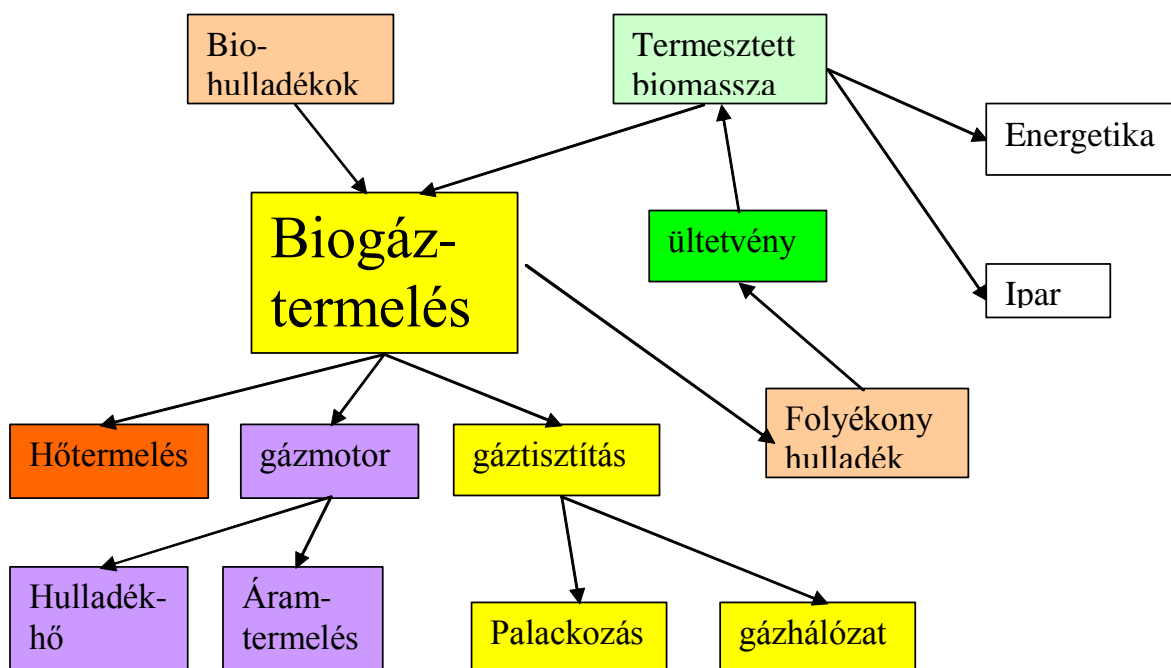 Bio-
hulladékok
Termesztett
biomassza
Energetika
Biogáz-
termelés
ültetvény
Ipar
Folyékony
hulladék
Hőtermelés
gázmotor
gáztisztítás
Hulladék-
hő
Áram-
termelés
Palackozás
gázhálózat